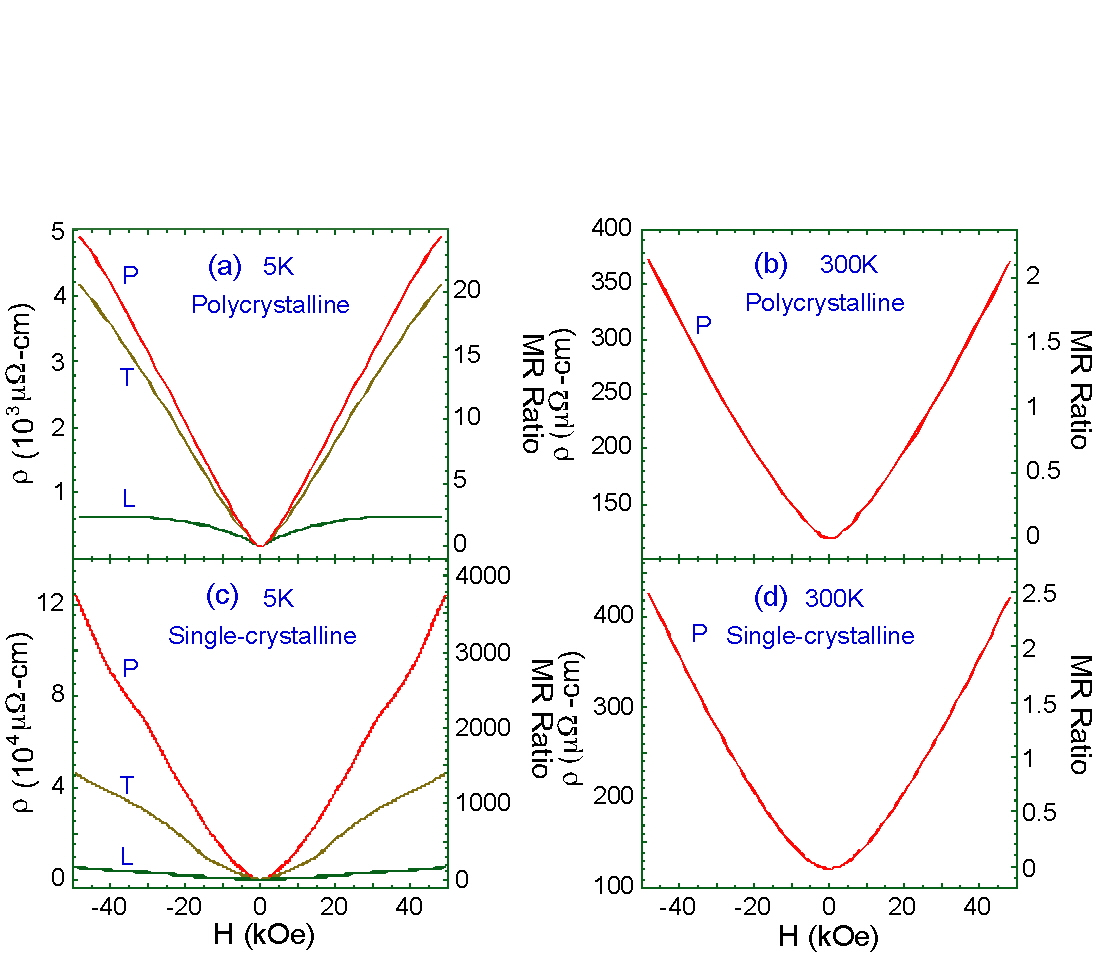 (a) 5K
Polycrystalline
P
T
L
5
4
3
2
1
20
15
10
5
0
ρ (10³ μΩ-cm)
MR Ratio
(b) 300K
Polycrystalline
P
400
350
300
250
200
150
2
1.5
1
0.5
0
ρ (μΩ-cm)
MR Ratio
(c) 5K
Single-crystalline
P
T
L
12
8
4
0
4000
3000
2000
1000
0
ρ (10⁴ μΩ-cm)
MR Ratio
-40 -20 0 20 40
H (kOe)
(d) 300K
P Single-crystalline
400
300
200
100
2.5
2
1.5
1
0.5
0
ρ (μΩ-cm)
MR Ratio
-40 -20 0 20 40
H (kOe)